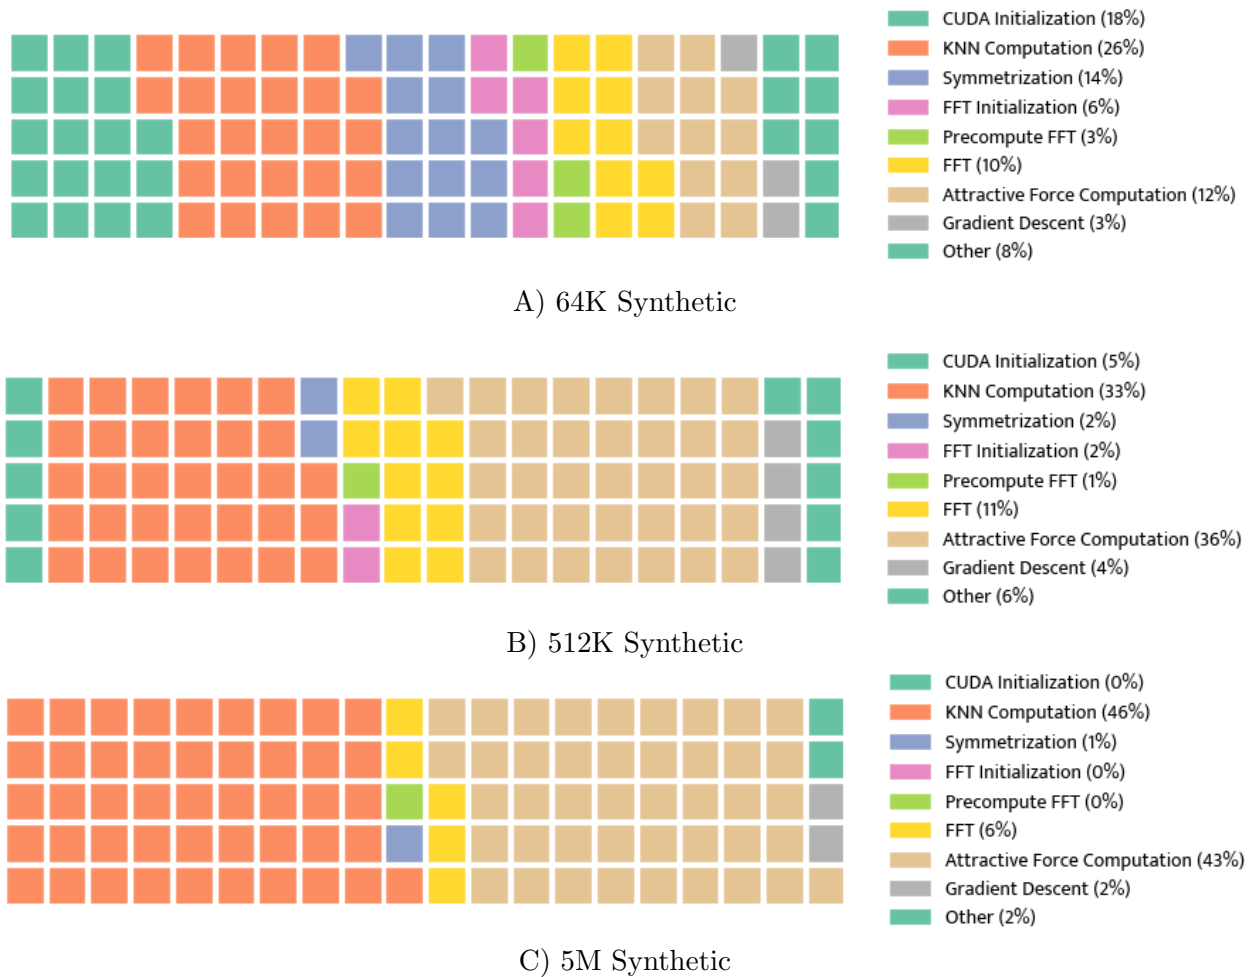 CUDA Initialization (18%)
KNN Computation (26%)
Symmetrization (14%)
FFT Initialization (6%)
Precompute FFT (3%)
FFT (10%)
Attractive Force Computation (12%)
Gradient Descent (3%)
Other (8%)
A) 64K Synthetic
CUDA Initialization (5%)
KNN Computation (33%)
Symmetrization (2%)
FFT Initialization (2%)
Precompute FFT (1%)
FFT (11%)
Attractive Force Computation (36%)
Gradient Descent (4%)
Other (6%)
B) 512K Synthetic
CUDA Initialization (0%)
KNN Computation (46%)
Symmetrization (1%)
FFT Initialization (0%)
Precompute FFT (0%)
FFT (6%)
Attractive Force Computation (43%)
Gradient Descent (2%)
Other (2%)
C) 5M Synthetic